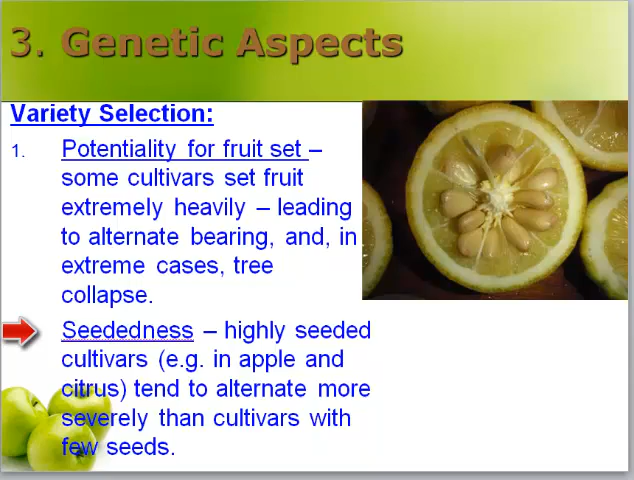 3. Genetic Aspects
Variety Selection:
1. Potentiality for fruit set –
some cultivars set fruit
extremely heavily – leading
to alternate bearing, and, in
extreme cases, tree
collapse.
Seededness – highly seeded
cultivars (e.g. in apple and
citrus) tend to alternate more
severely than cultivars with
few seeds.